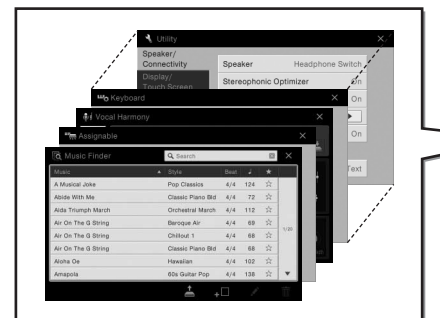 Utility
Speaker/
Connectivity
Speaker Headphone Switch
Display/
Touch Screen
Stereophonic Optimizer On
Keyboard
On
Vocal Harmony
On
Assignable
Text
Music Finder Search
Music Style Beat
A Musical Joke Pop Classics 4/4 124
Abide With Me Classic Piano Bld 4/4 72
Aida Triumph March Orchestral March 4/4 112
Air On The G String Baroque Air 4/4 69
Air On The G String Chillout 1 4/4 68
Air On The G String Classic Piano Bld 4/4 68
Aloha Oe Hawaiian 4/4 102
Amapola 60s Guitar Pop 4/4 138
1/20